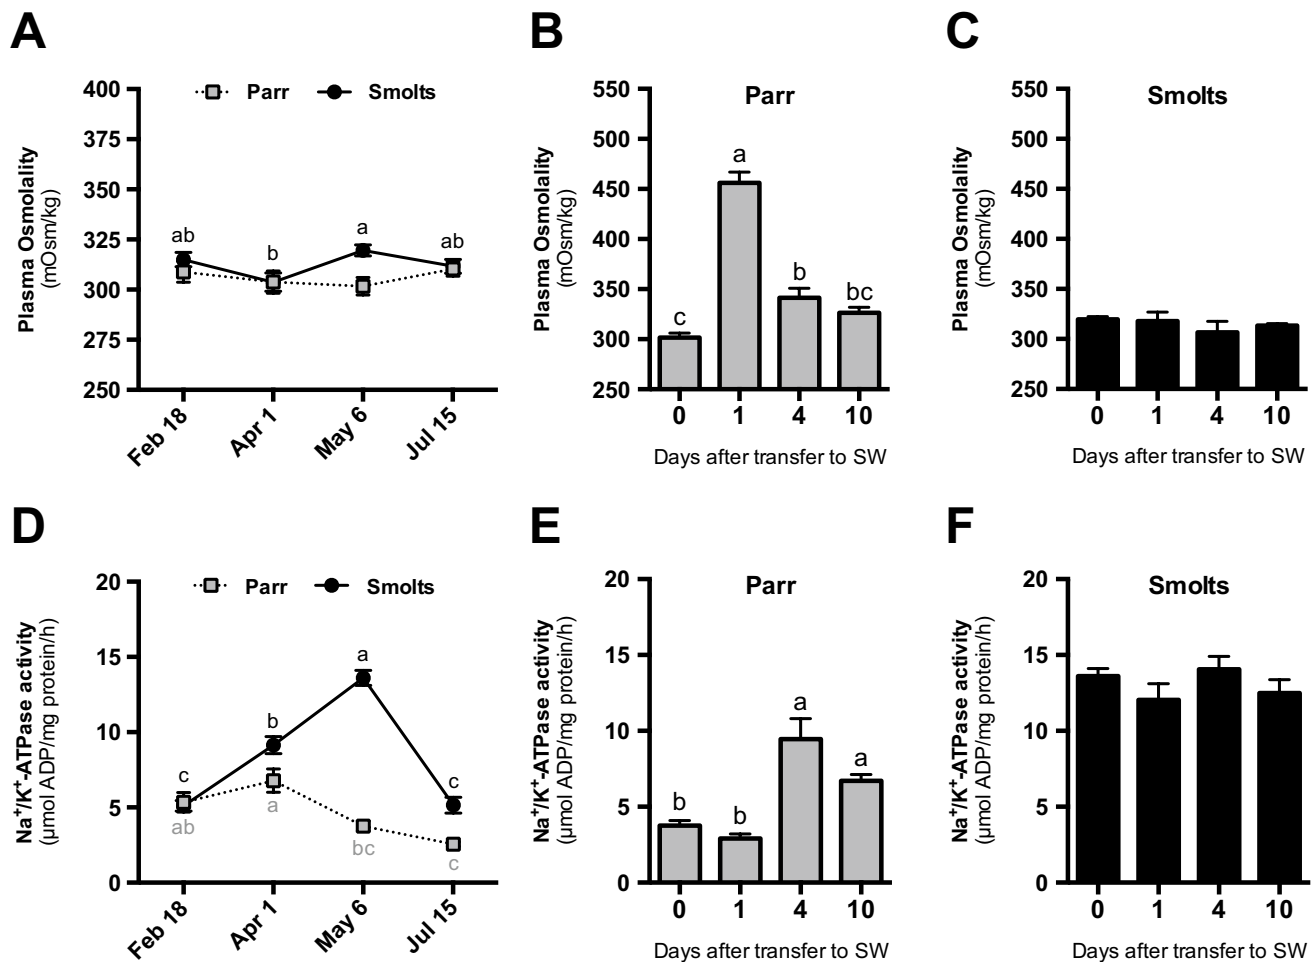 A
Parr
Smolts
Plasma Osmolality
(mOsm/kg)
400
375
350
325
300
275
250
ab
b
a
ab
Feb 18
Apr 1
May 6
Jul 15
B
Parr
Plasma Osmolality
(mOsm/kg)
550
500
450
400
350
300
250
c
a
b
bc
0
1
4
10
Days after transfer to SW
C
Smolts
Plasma Osmolality
(mOsm/kg)
550
500
450
400
350
300
250
0
1
4
10
Days after transfer to SW
D
Parr
Smolts
Na⁺/K⁺-ATPase activity
(µmol ADP/mg protein/h)
20
15
10
5
0
c
b
a
c
ab
a
bc
c
Feb 18
Apr 1
May 6
Jul 15
E
Parr
Na⁺/K⁺-ATPase activity
(µmol ADP/mg protein/h)
20
15
10
5
0
b
b
a
a
0
1
4
10
Days after transfer to SW
F
Smolts
Na⁺/K⁺-ATPase activity
(µmol ADP/mg protein/h)
20
15
10
5
0
0
1
4
10
Days after transfer to SW